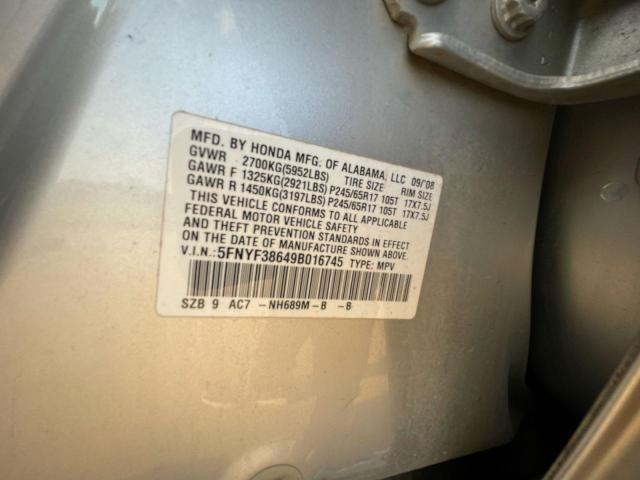 MFD. BY HONDA MFG. OF ALABAMA, LLC 09/'08
GVWR 2700KG(5952LBS) TIRE SIZE RIM SIZE
GAWR F 1325KG(2921LBS) P245/65R17 105T 17X7.5J
GAWR R 1450KG(3197LBS) P245/65R17 105T 17X7.5J
THIS VEHICLE CONFORMS TO ALL APPLICABLE
FEDERAL MOTOR VEHICLE SAFETY
AND THEFT PREVENTION STANDARDS IN EFFECT
ON THE DATE OF MANUFACTURE SHOWN ABOVE.
V.I.N.: 5FNYF38649B016745 TYPE: MPV
SZB 9 AC7 -NH689M-B -B